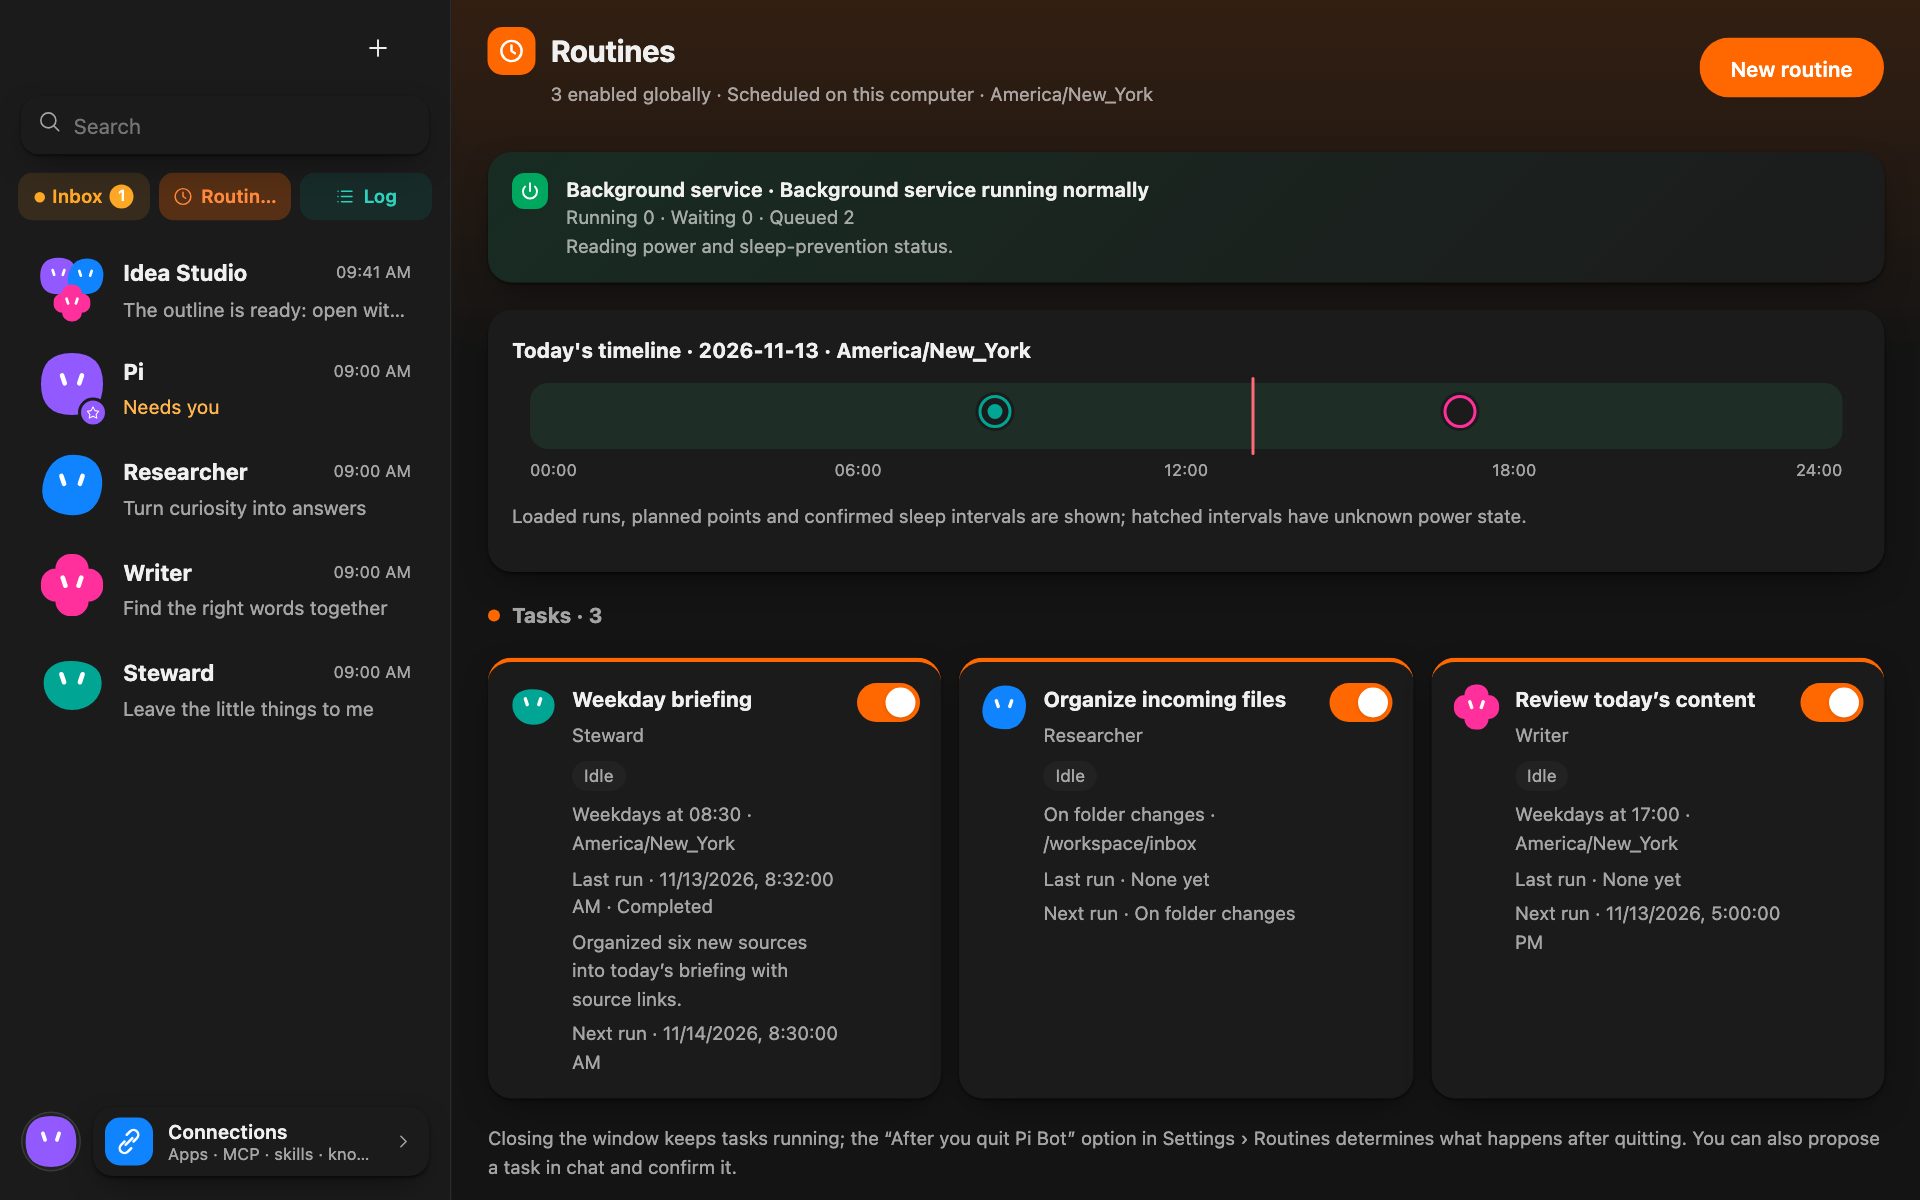 Search
Inbox 1
Routin...
Log
Idea Studio 09:41 AM
The outline is ready: open wit...
Pi 09:00 AM
Needs you
Researcher 09:00 AM
Turn curiosity into answers
Writer 09:00 AM
Find the right words together
Steward 09:00 AM
Leave the little things to me
Connections
Apps · MCP · skills · kno...
Routines
3 enabled globally · Scheduled on this computer · America/New_York
New routine
Background service · Background service running normally
Running 0 · Waiting 0 · Queued 2
Reading power and sleep-prevention status.
Today's timeline · 2026-11-13 · America/New_York
00:00 06:00 12:00 18:00 24:00
Loaded runs, planned points and confirmed sleep intervals are shown; hatched intervals have unknown power state.
Tasks · 3
Weekday briefing
Steward
Idle
Weekdays at 08:30 ·
America/New_York
Last run · 11/13/2026, 8:32:00
AM · Completed
Organized six new sources
into today’s briefing with
source links.
Next run · 11/14/2026, 8:30:00
AM
Organize incoming files
Researcher
Idle
On folder changes ·
/workspace/inbox
Last run · None yet
Next run · On folder changes
Review today’s content
Writer
Idle
Weekdays at 17:00 ·
America/New_York
Last run · None yet
Next run · 11/13/2026, 5:00:00
PM
Closing the window keeps tasks running; the “After you quit Pi Bot” option in Settings › Routines determines what happens after quitting. You can also propose
a task in chat and confirm it.